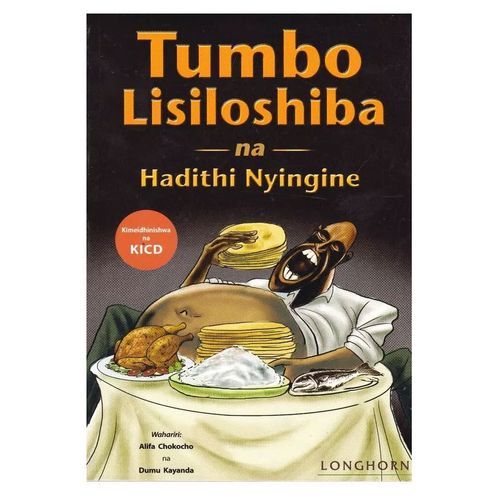 Tumbo
Lisiloshiba
na
Hadithi Nyingine
Kimeidhinishwa
na
KICD
Wahariri:
Alifa Chokocho
na
Dumu Kayanda
LONGHORN